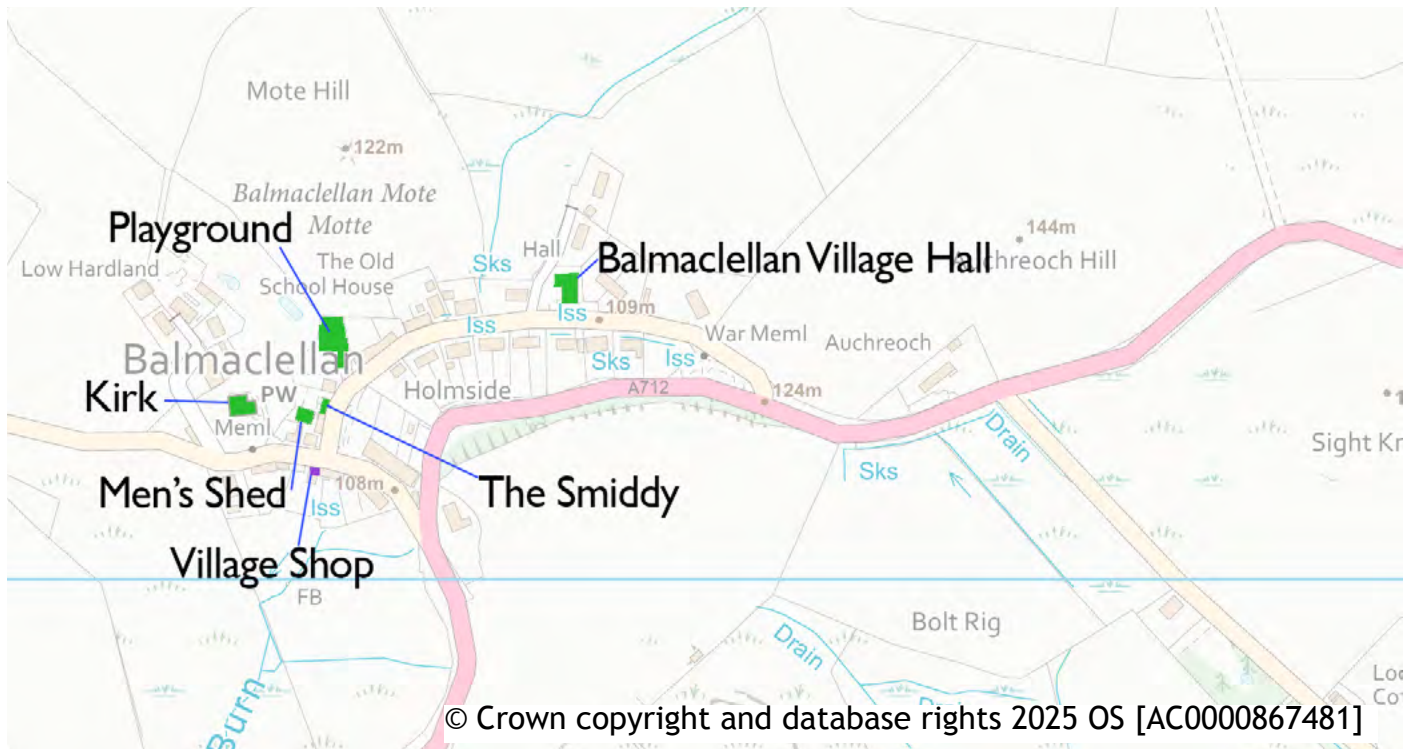 Mote Hill
122m
Balmaclellan Mote
Motte
Playground
Low Hardland
The Old
School House
Sks
Hall
Balmaclellan Village Hall
144m
Auchreoch Hill
Iss
Iss
109m
War Meml
Auchreoch
Balmaclellan
Sks
Iss
Kirk
PW
Holmside
A712
124m
Meml
Drain
Sight Kn
Sks
Men's Shed
108m
The Smiddy
Iss
Village Shop
FB
Bolt Rig
Drain
Burn
© Crown copyright and database rights 2025 OS [AC0000867481]